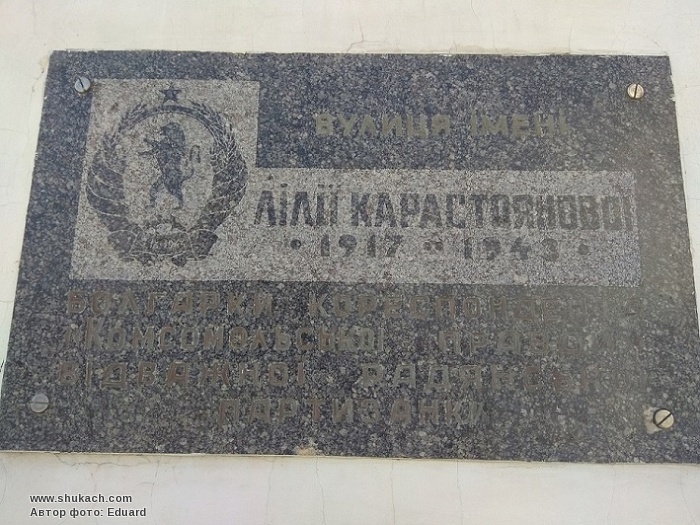 ВУЛИЦЯ ІМЕНІ
ЛІЛІЇ КАРАСТОЯНОВОЇ
• 1917 – 1943 •
БОЛГАРКИ КОРЕСПОНДЕНТА
«КОМСОМОЛЬСЬКОЇ ПРАВДИ»
ВІДВАЖНОЇ РАДЯНСЬКОЇ
ПАРТИЗАНКИ
www.shukach.com
Автор фото: Eduard